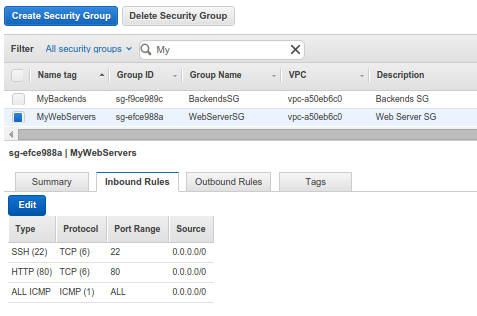 Create Security Group Delete Security Group
Filter All security groups My
Name tag Group ID Group Name VPC Description
MyBackends sg-f9ce989c BackendsSG vpc-a50eb6c0 Backends SG
MyWebServers sg-efce988a WebServerSG vpc-a50eb6c0 Web Server SG
sg-efce988a | MyWebServers
Summary Inbound Rules Outbound Rules Tags
Edit
Type Protocol Port Range Source
SSH (22) TCP (6) 22 0.0.0.0/0
HTTP (80) TCP (6) 80 0.0.0.0/0
ALL ICMP ICMP (1) ALL 0.0.0.0/0